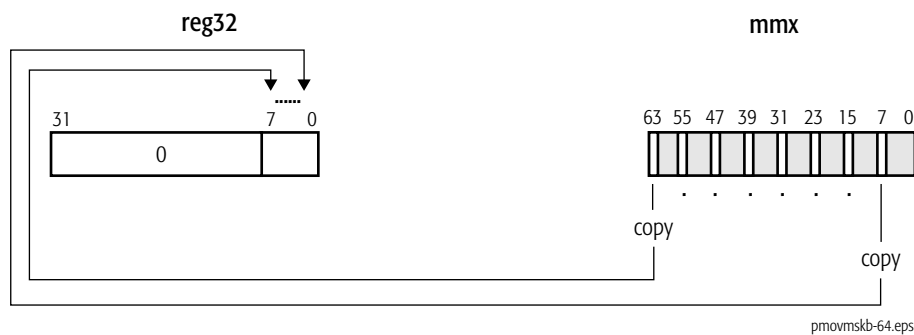 reg32 mmx
......
31 7 0 63 55 47 39 31 23 15 7 0
0
. . . . . .
copy
copy
pmovmskb-64.eps